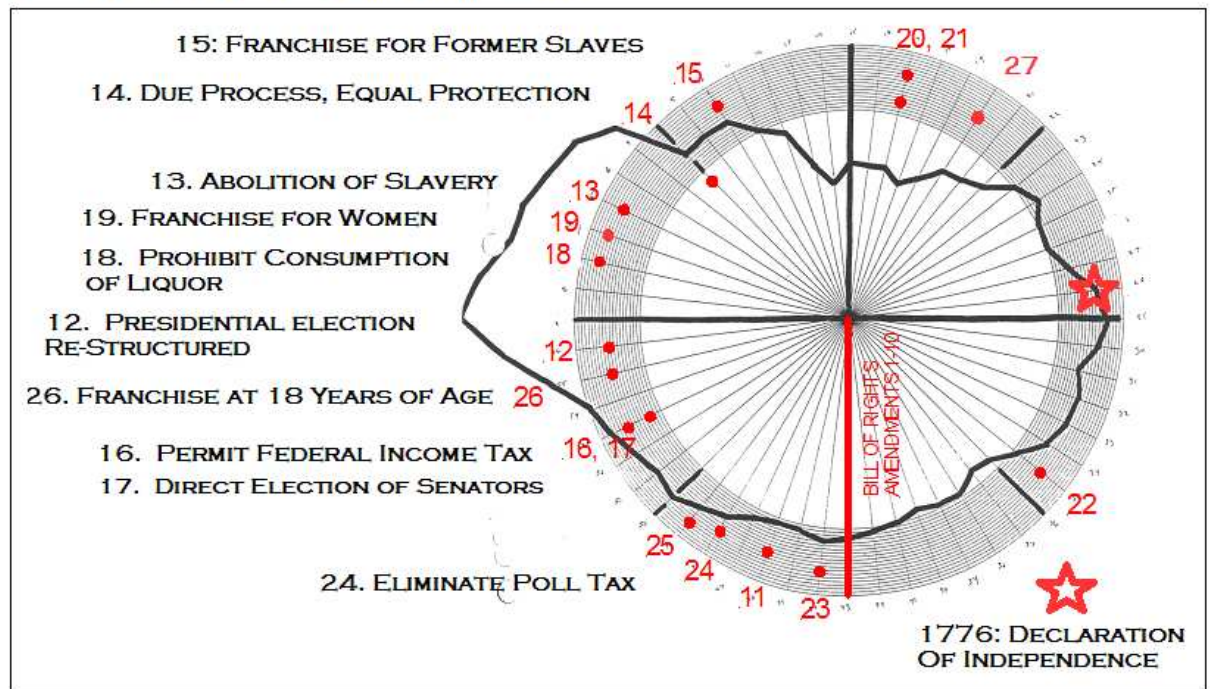 15: Franchise for Former Slaves
14. Due Process, Equal Protection
13. Abolition of Slavery
19. Franchise for Women
18. Prohibit Consumption
of Liquor
12. Presidential election
Re-Structured
26. Franchise at 18 Years of Age
16. Permit Federal Income Tax
17. Direct Election of Senators
24. Eliminate Poll Tax
20, 21
27
15
14
13
19
18
12
26
16, 17
25
24
11
23
22
BILL OF RIGHTS
AMENDMENTS 1-10
1776: Declaration
Of Independence